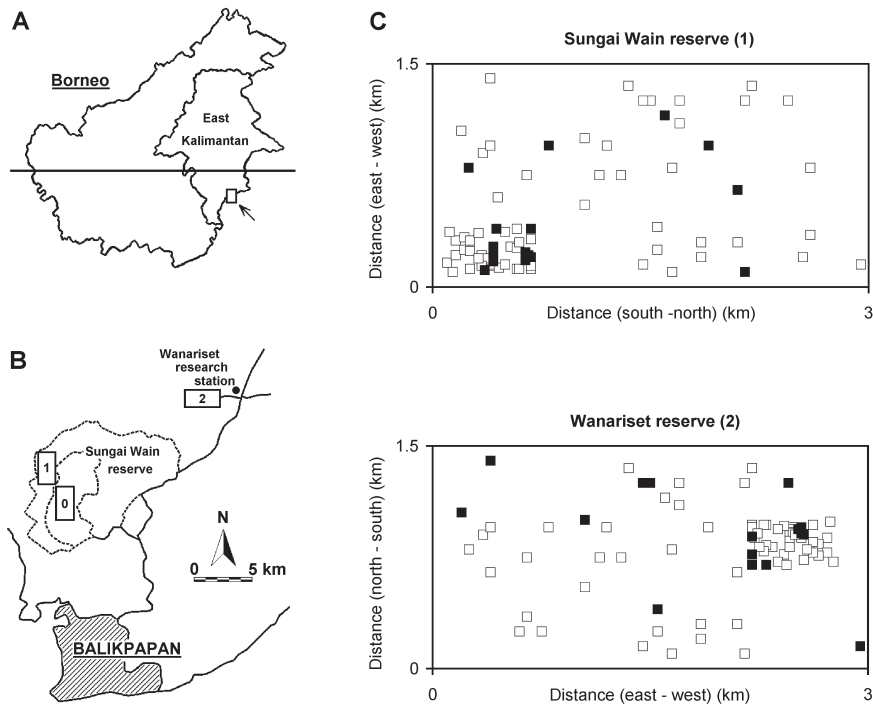 A
Borneo
East
Kalimantan
B
Wanariset
research
station
2
Sungai Wain
reserve
1
0
N
0 5 km
BALIKPAPAN
C
Sungai Wain reserve (1)
1.5
Distance (east - west) (km)
0
0 3
Distance (south -north) (km)
Wanariset reserve (2)
1.5
Distance (north - south) (km)
0
0 3
Distance (east - west) (km)